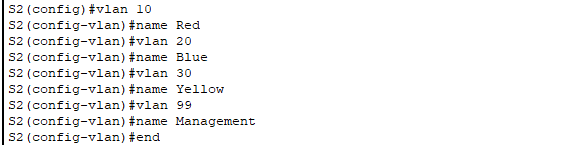 S2(config)#vlan 10
S2(config-vlan)#name Red
S2(config-vlan)#vlan 20
S2(config-vlan)#name Blue
S2(config-vlan)#vlan 30
S2(config-vlan)#name Yellow
S2(config-vlan)#vlan 99
S2(config-vlan)#name Management
S2(config-vlan)#end